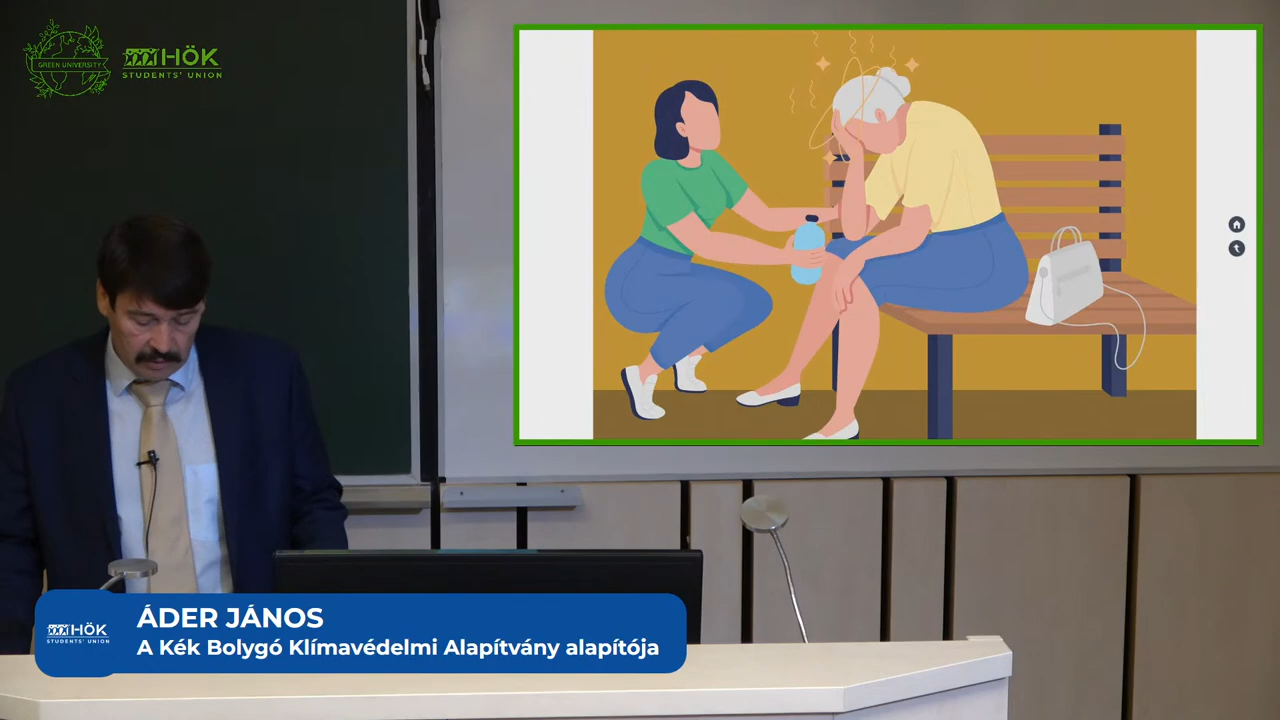 GREEN UNIVERSITY
HÖK
STUDENTS' UNION
HÖK
STUDENTS' UNION
ÁDER JÁNOS
A Kék Bolygó Klímavédelmi Alapítvány alapítója